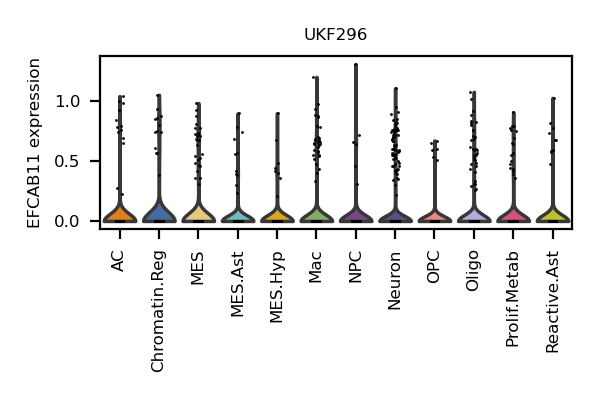 UKF296
EFCAB11 expression
1.0
0.5
0.0
AC
Chromatin.Reg
MES
MES.Ast
MES.Hyp
Mac
NPC
Neuron
OPC
Oligo
Prolif.Metab
Reactive.Ast